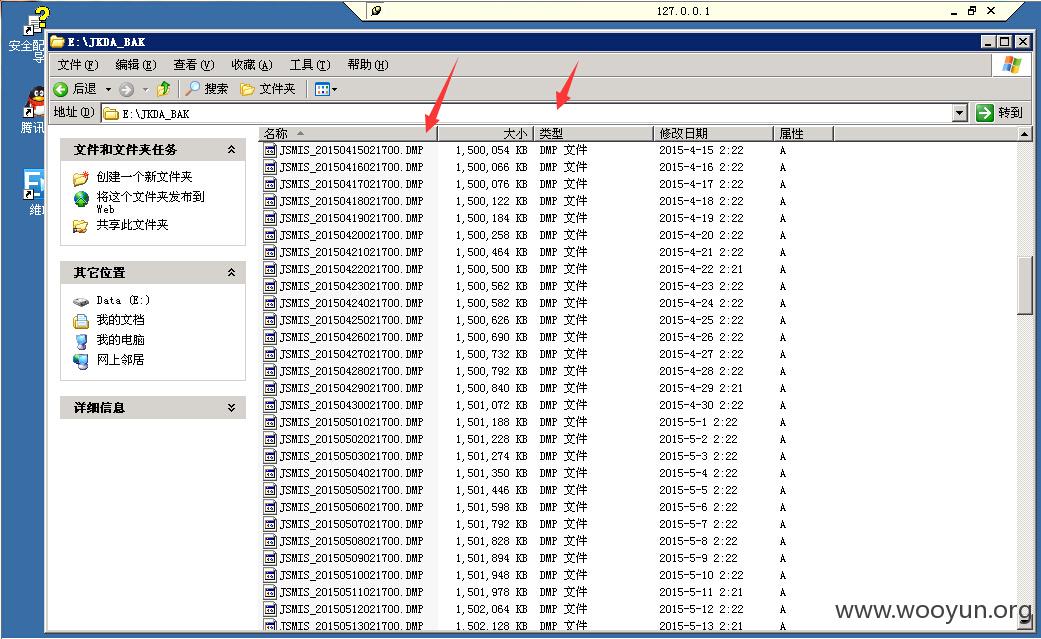 127.0.0.1
安全配
导
腾讯
维
E:\JKDA_BAK
文件(F) 编辑(E) 查看(V) 收藏(A) 工具(T) 帮助(H)
后退 搜索 文件夹
地址(D) E:\JKDA_BAK 转到
文件和文件夹任务
创建一个新文件夹
将这个文件夹发布到
Web
共享此文件夹
其它位置
Data (E:)
我的文档
我的电脑
网上邻居
详细信息
名称 大小 类型 修改日期 属性
JSMIS_20150415021700.DMP 1,500,054 KB DMP 文件 2015-4-15 2:22 A
JSMIS_20150416021700.DMP 1,500,066 KB DMP 文件 2015-4-16 2:22 A
JSMIS_20150417021700.DMP 1,500,076 KB DMP 文件 2015-4-17 2:22 A
JSMIS_20150418021700.DMP 1,500,122 KB DMP 文件 2015-4-18 2:22 A
JSMIS_20150419021700.DMP 1,500,184 KB DMP 文件 2015-4-19 2:22 A
JSMIS_20150420021700.DMP 1,500,258 KB DMP 文件 2015-4-20 2:22 A
JSMIS_20150421021700.DMP 1,500,464 KB DMP 文件 2015-4-21 2:22 A
JSMIS_20150422021700.DMP 1,500,500 KB DMP 文件 2015-4-22 2:21 A
JSMIS_20150423021700.DMP 1,500,562 KB DMP 文件 2015-4-23 2:22 A
JSMIS_20150424021700.DMP 1,500,582 KB DMP 文件 2015-4-24 2:22 A
JSMIS_20150425021700.DMP 1,500,626 KB DMP 文件 2015-4-25 2:22 A
JSMIS_20150426021700.DMP 1,500,690 KB DMP 文件 2015-4-26 2:22 A
JSMIS_20150427021700.DMP 1,500,732 KB DMP 文件 2015-4-27 2:22 A
JSMIS_20150428021700.DMP 1,500,792 KB DMP 文件 2015-4-28 2:22 A
JSMIS_20150429021700.DMP 1,500,840 KB DMP 文件 2015-4-29 2:21 A
JSMIS_20150430021700.DMP 1,501,072 KB DMP 文件 2015-4-30 2:22 A
JSMIS_20150501021700.DMP 1,501,188 KB DMP 文件 2015-5-1 2:22 A
JSMIS_20150502021700.DMP 1,501,228 KB DMP 文件 2015-5-2 2:22 A
JSMIS_20150503021700.DMP 1,501,274 KB DMP 文件 2015-5-3 2:22 A
JSMIS_20150504021700.DMP 1,501,350 KB DMP 文件 2015-5-4 2:22 A
JSMIS_20150505021700.DMP 1,501,446 KB DMP 文件 2015-5-5 2:22 A
JSMIS_20150506021700.DMP 1,501,598 KB DMP 文件 2015-5-6 2:22 A
JSMIS_20150507021700.DMP 1,501,792 KB DMP 文件 2015-5-7 2:22 A
JSMIS_20150508021700.DMP 1,501,828 KB DMP 文件 2015-5-8 2:22 A
JSMIS_20150509021700.DMP 1,501,894 KB DMP 文件 2015-5-9 2:22 A
JSMIS_20150510021700.DMP 1,501,948 KB DMP 文件 2015-5-10 2:22 A
JSMIS_20150511021700.DMP 1,501,978 KB DMP 文件 2015-5-11 2:21 A
JSMIS_20150512021700.DMP 1,502,064 KB DMP 文件 2015-5-12 2:22 A
JSMIS_20150513021700.DMP 1,502,128 KB DMP 文件 2015-5-13 2:21 A
www.wooyun.org